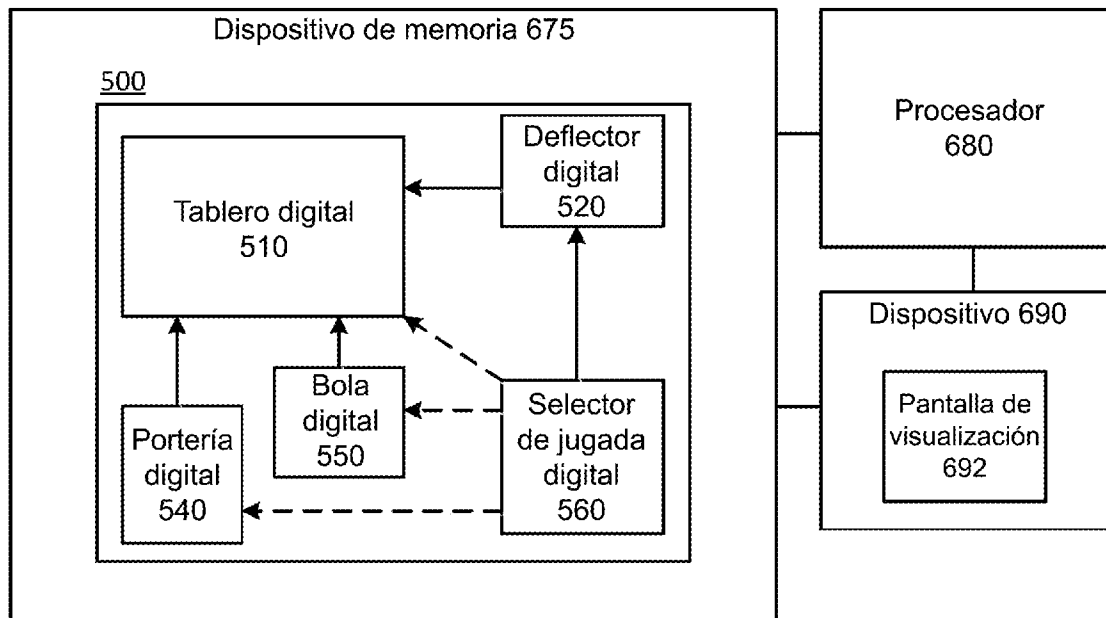 Dispositivo de memoria 675
500
Tablero digital
510
Deflector
digital
520
Portería
digital
540
Bola
digital
550
Selector
de jugada
digital
560
Procesador
680
Dispositivo 690
Pantalla de
visualización
692